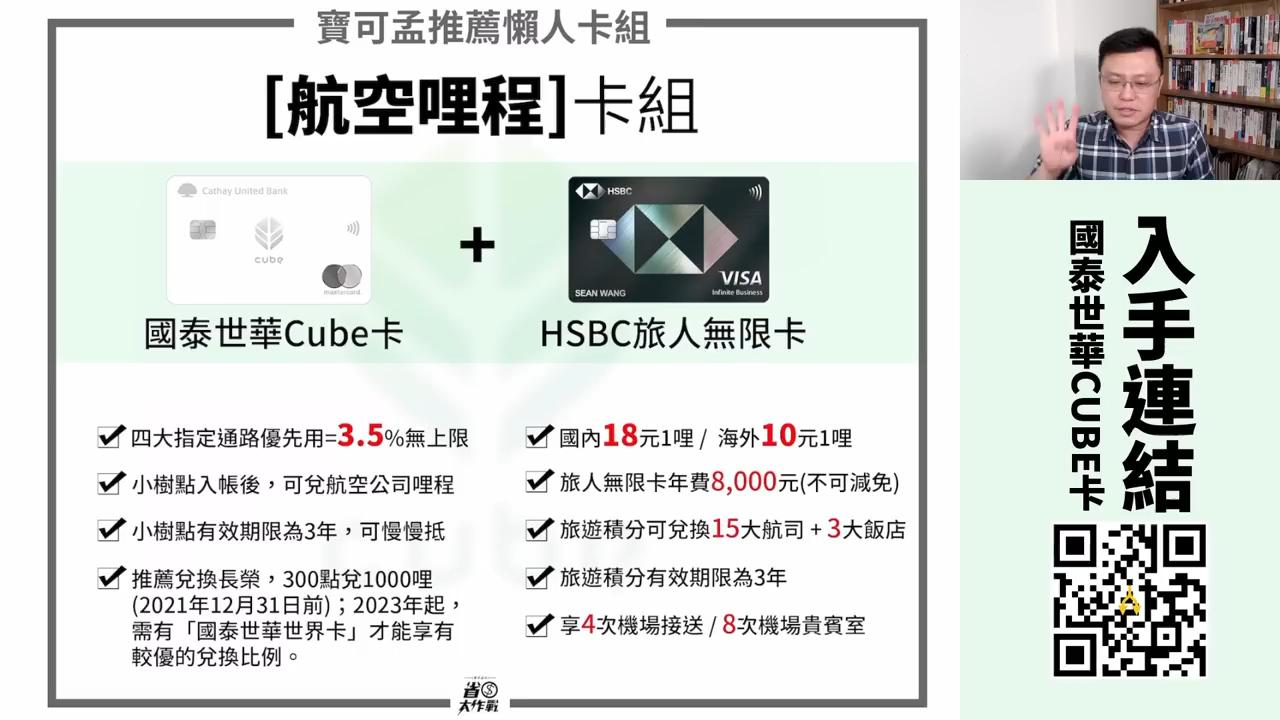 寶可孟推薦懶人卡組
[航空哩程]卡組
Cathay United Bank
cube
mastercard
+
HSBC
VISA
Infinite Business
SEAN WANG
國泰世華Cube卡
HSBC旅人無限卡
四大指定通路優先用=3.5%無上限
小樹點入帳後，可兌航空公司哩程
小樹點有效期限為3年，可慢慢抵
推薦兌換長榮，300點兌1000哩
(2021年12月31日前)；2023年起，
需有「國泰世華世界卡」才能享有
較優的兌換比例。
國內18元1哩 / 海外10元1哩
旅人無限卡年費8,000元(不可減免)
旅遊積分可兌換15大航司 + 3大飯店
旅遊積分有效期限為3年
享4次機場接送 / 8次機場貴賓室
省
大作戰
入手連結
國泰世華CUBE卡